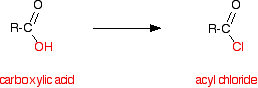 O O
R-C R-C
OH Cl
carboxylic acid acyl chloride